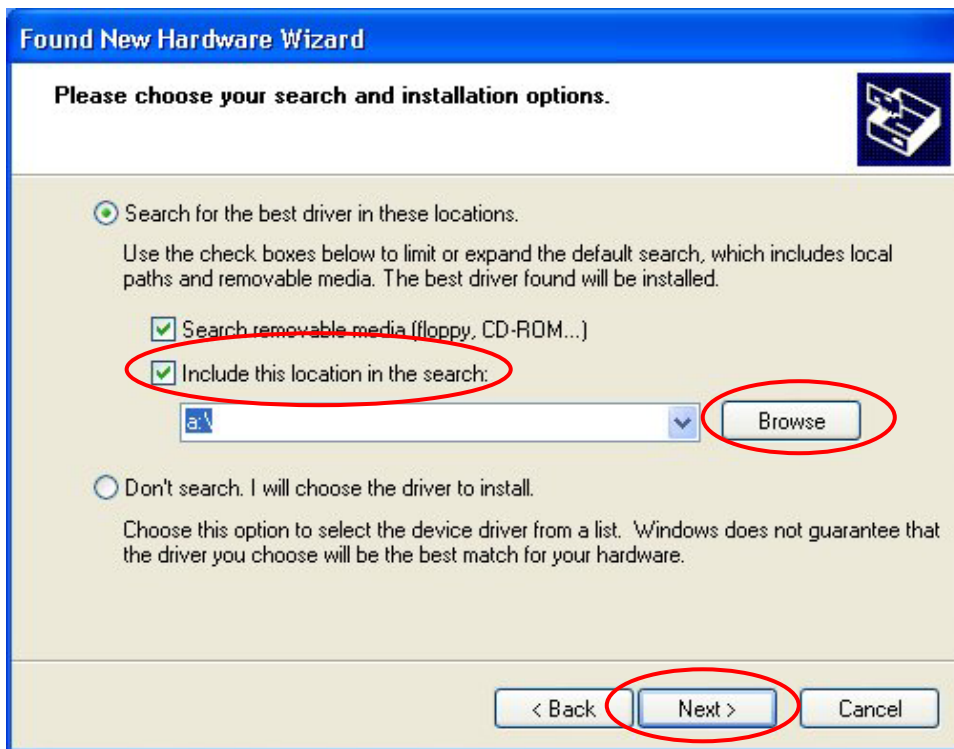 Found New Hardware Wizard
Please choose your search and installation options.
Search for the best driver in these locations.
Use the check boxes below to limit or expand the default search, which includes local
paths and removable media. The best driver found will be installed.
Search removable media (floppy, CD-ROM...)
Include this location in the search:
a:\
Browse
Don't search. I will choose the driver to install.
Choose this option to select the device driver from a list. Windows does not guarantee that
the driver you choose will be the best match for your hardware.
< Back
Next >
Cancel